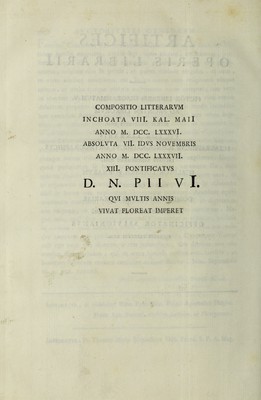 COMPOSITIO LITTERARVM
INCHOATA VIII. KAL. MAII
ANNO M. DCC. LXXXVI.
ABSOLVTA VII. IDVS NOVEMBRIS
ANNO M. DCC. LXXXVII.
XIII. PONTIFICATVS
D. N. PII VI.
QVI MVLTIS ANNIS
VIVAT FLOREAT IMPERET